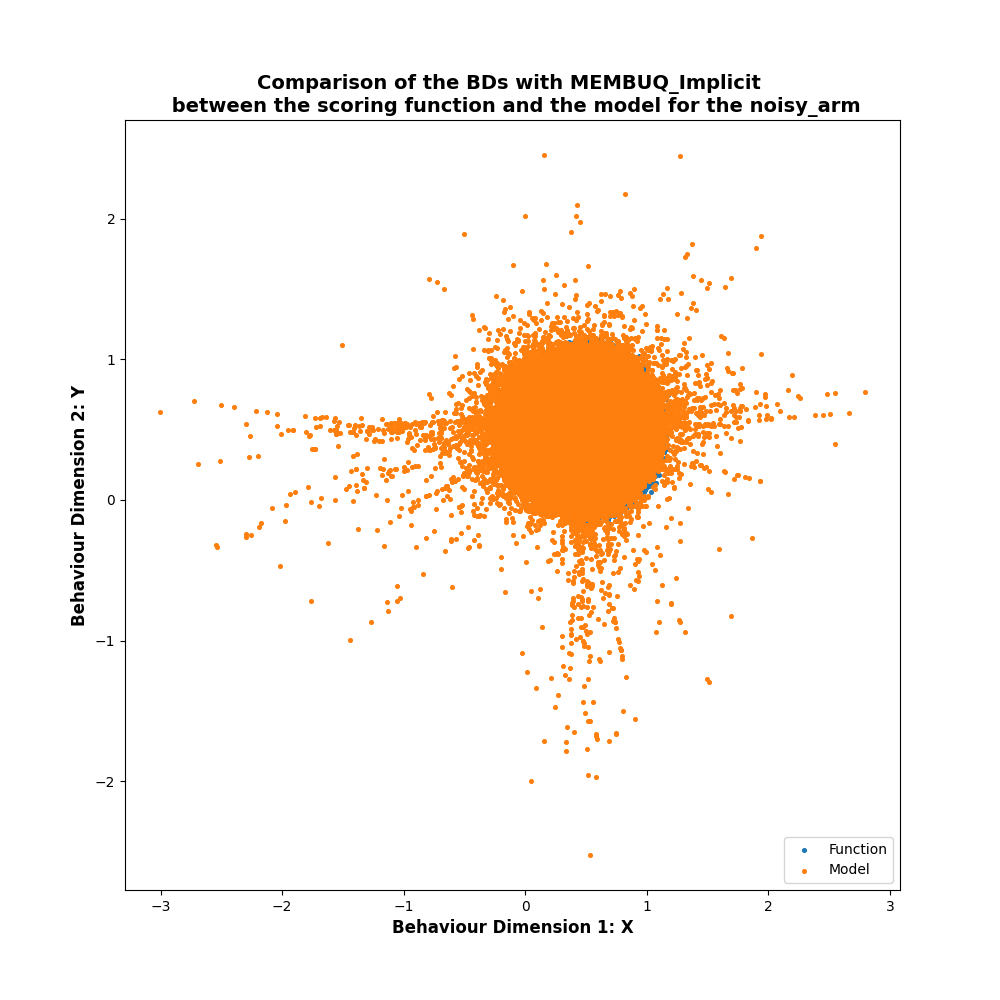 Comparison of the BDs with MEMBUQ_Implicit
between the scoring function and the model for the noisy_arm
Behaviour Dimension 2: Y
2
1
0
−1
−2
Function
Model
−3
−2
−1
0
1
2
3
Behaviour Dimension 1: X